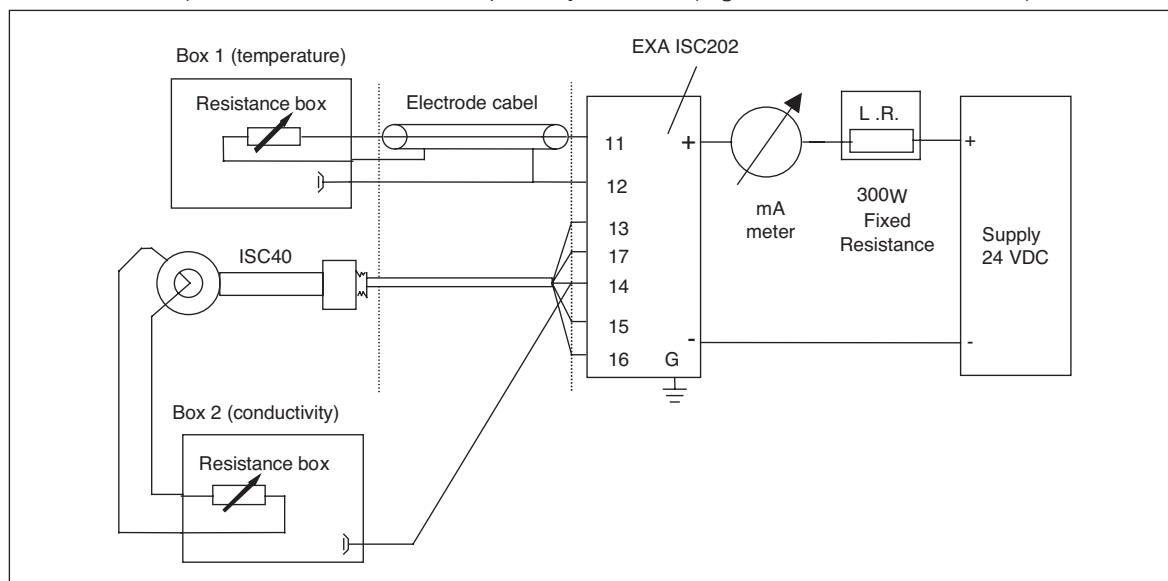 Box 1 (temperature)
Resistance box
Electrode cabel
EXA ISC202
11
12
13
17
14
15
16
+
-
G
mA
meter
L .R.
300W
Fixed
Resistance
+
Supply
24 VDC
-
ISC40
Box 2 (conductivity)
Resistance box